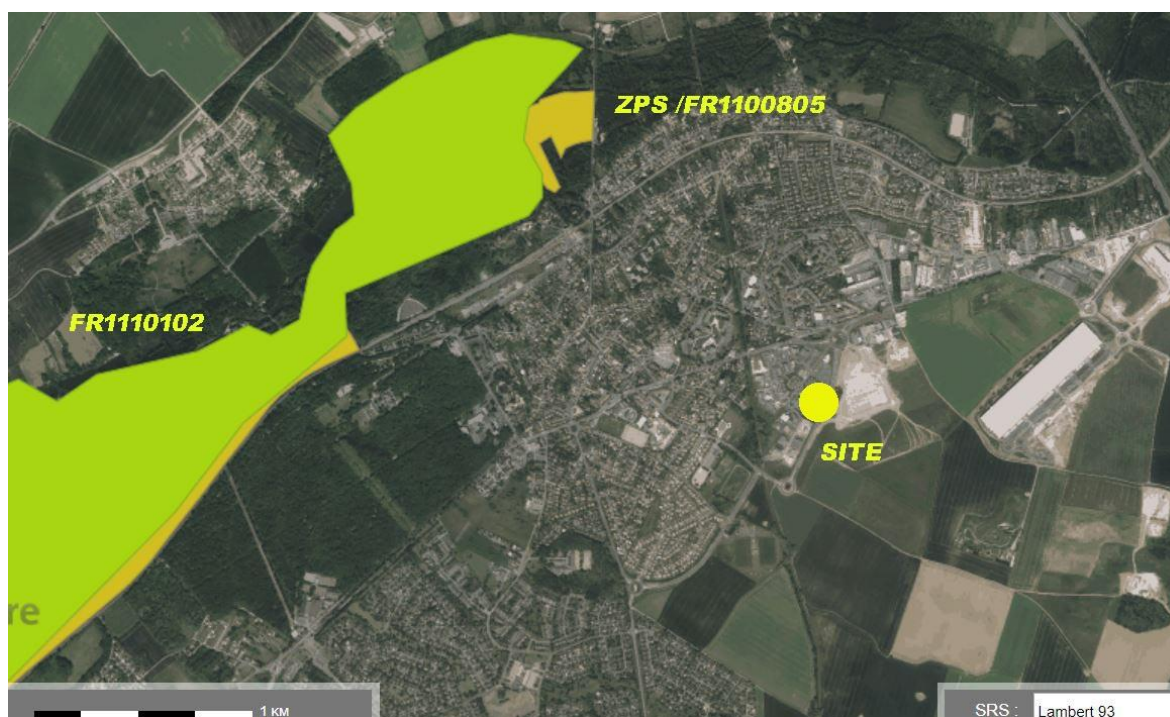 ZPS /FR1100805
FR1110102
SITE
re
1 KM
SRS : Lambert 93